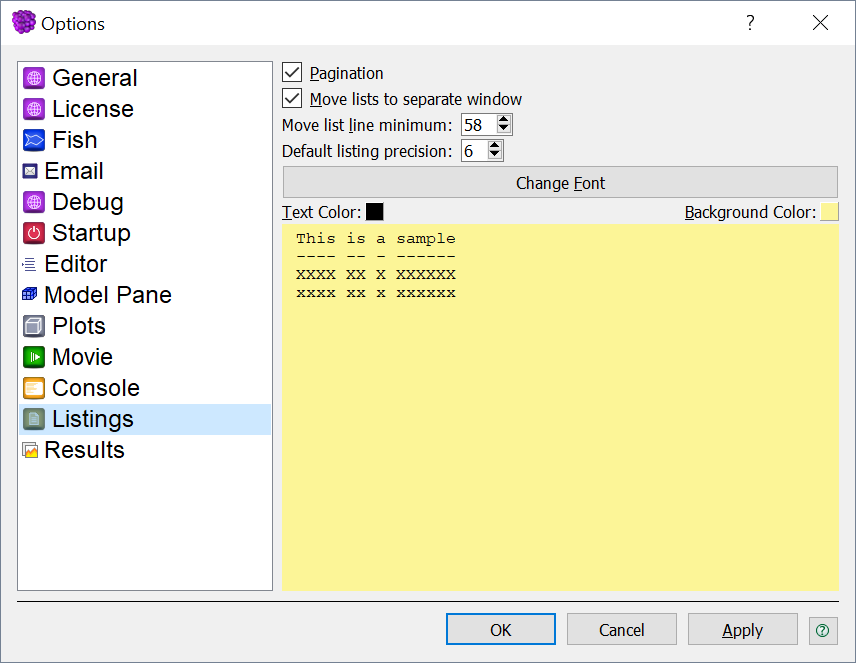 Options
?
General
License
Fish
Email
Debug
Startup
Editor
Model Pane
Plots
Movie
Console
Listings
Results
Pagination
Move lists to separate window
Move list line minimum: 58
Default listing precision: 6
Change Font
Text Color: Background Color:
This is a sample
---- -- - ------
XXXX XX X XXXXXX
xxxx xx x xxxxxx
OK Cancel Apply ?